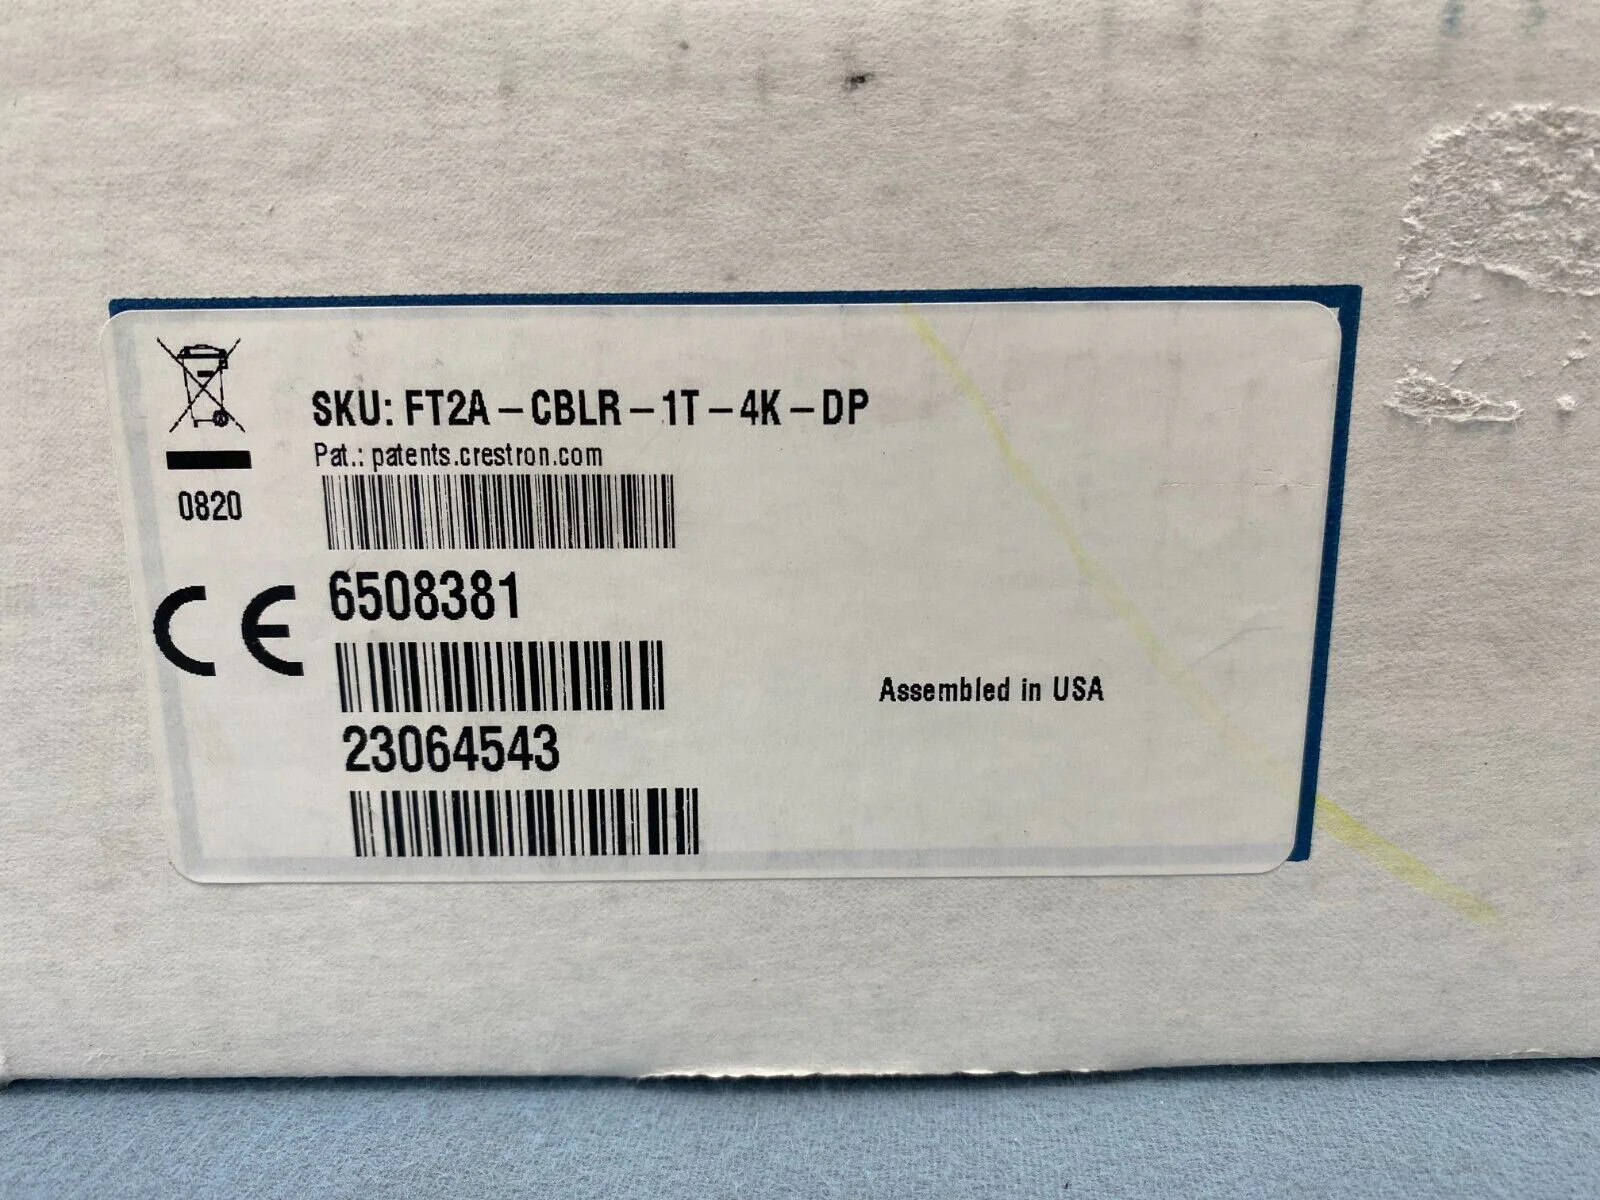 SKU: FT2A-CBLR-1T-4K-DP
Pat.: patents.crestron.com
0820
CE
6508381
23064543
Assembled in USA